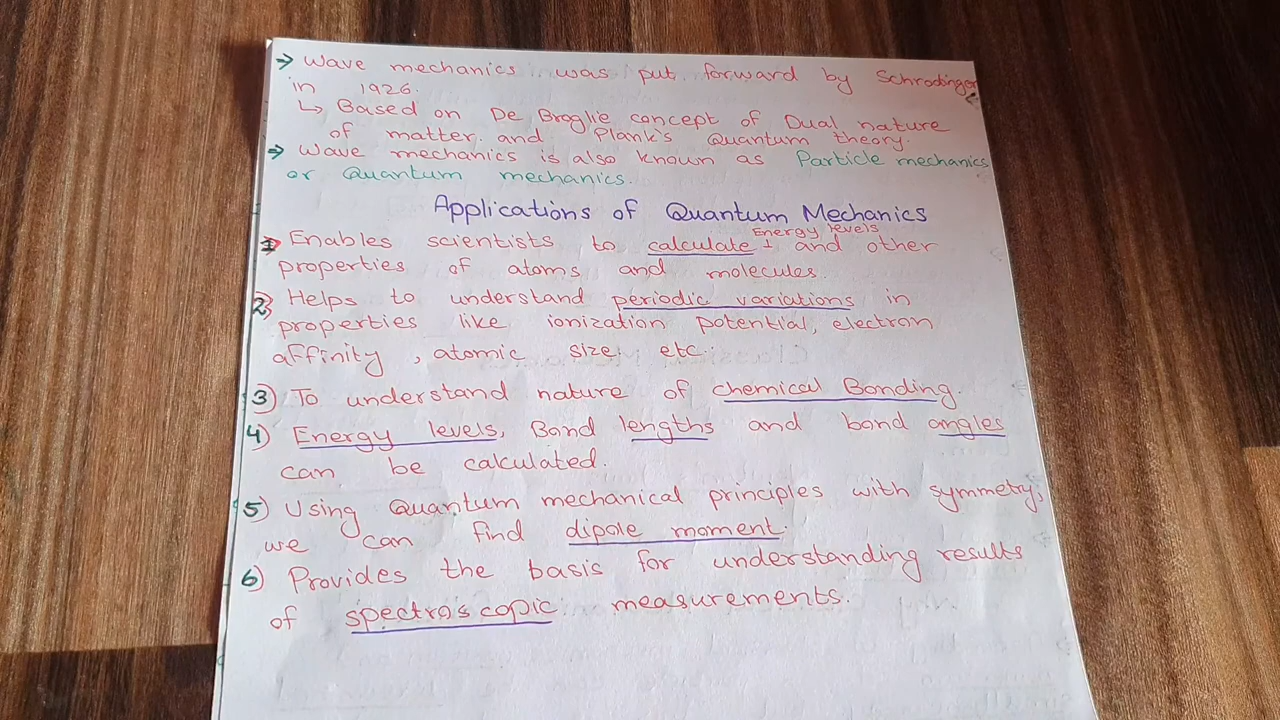 → Wave mechanics was put forward by Schrodinger
in 1926.
↳ Based on De Broglie concept of Dual nature
of matter and Plank's Quantum theory.
→ Wave mechanics is also known as Particle mechanics
or Quantum mechanics.
Applications of Quantum Mechanics
1) Enables scientists to calculate Energy levels and other
properties of atoms and molecules.
2) Helps to understand periodic variations in
properties like ionization potential, electron
affinity, atomic size etc.
3) To understand nature of chemical Bonding.
4) Energy levels, Bond lengths and bond angles
can be calculated.
5) Using Quantum mechanical principles with symmetry,
we can find dipole moment.
6) Provides the basis for understanding results
of spectroscopic measurements.